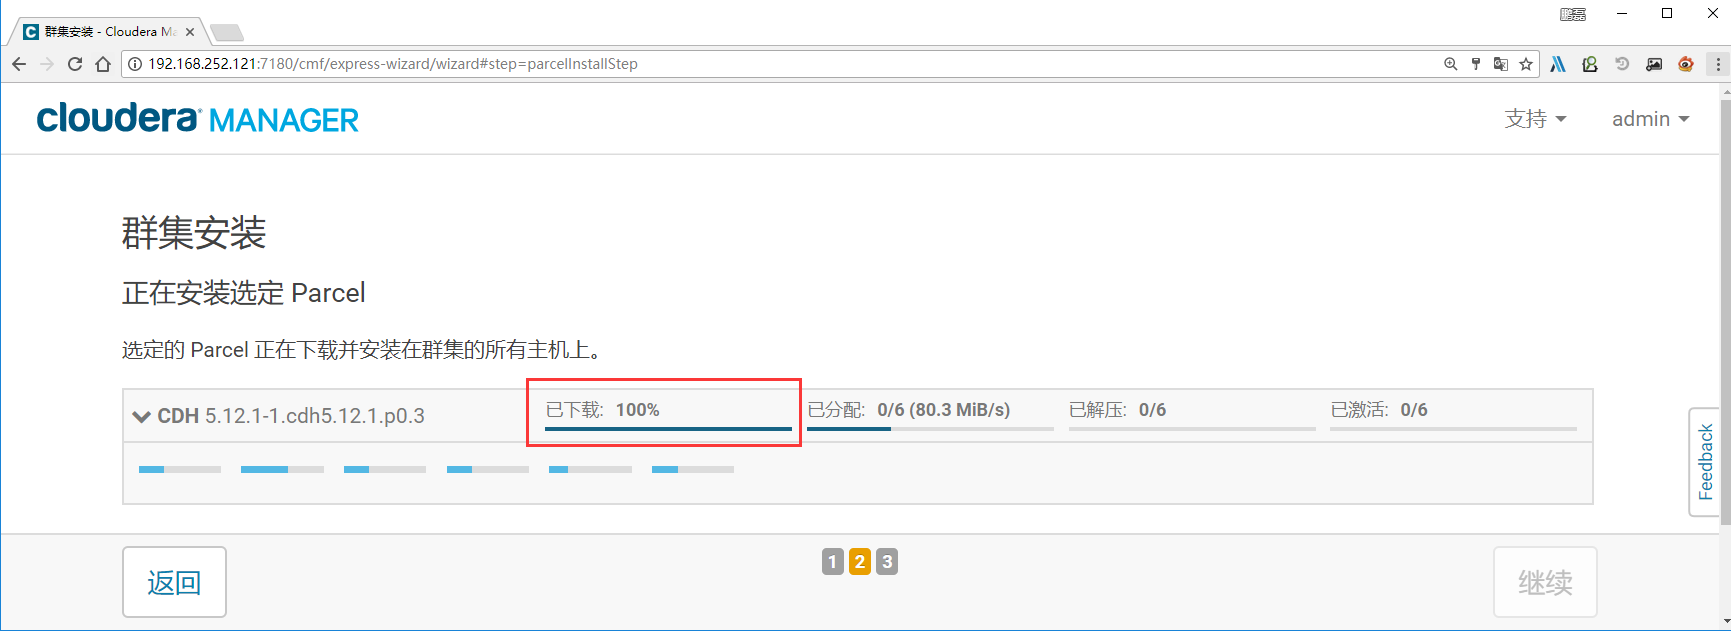 鹏磊
群集安装 - Cloudera Ma
192.168.252.121:7180/cmf/express-wizard/wizard#step=parcelInstallStep
cloudera MANAGER
支持
admin
群集安装
正在安装选定 Parcel
选定的 Parcel 正在下载并安装在群集的所有主机上。
CDH 5.12.1-1.cdh5.12.1.p0.3
已下载: 100%
已分配: 0/6 (80.3 MiB/s)
已解压: 0/6
已激活: 0/6
Feedback
返回
1 2 3
继续